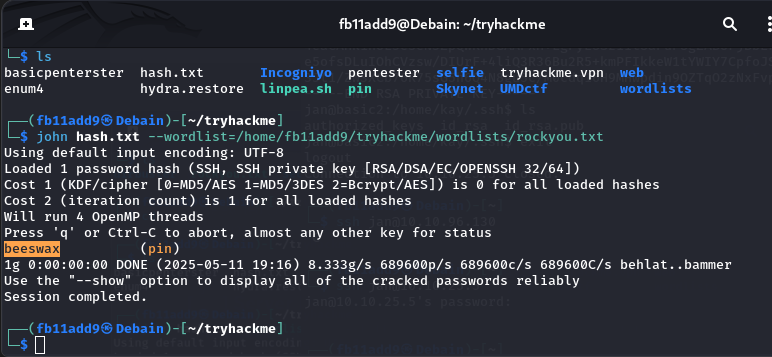 fb11add9@Debain: ~/tryhackme
└─$ ls
basicpenterster hash.txt Incogniyo pentester selfie tryhackme.vpn web
enum4 hydra.restore linpea.sh pin Skynet UMDctf wordlists
┌──(fb11add9㉿Debain)-[~/tryhackme]
└─$ john hash.txt --wordlist=/home/fb11add9/tryhackme/wordlists/rockyou.txt
Using default input encoding: UTF-8
Loaded 1 password hash (SSH, SSH private key [RSA/DSA/EC/OPENSSH 32/64])
Cost 1 (KDF/cipher [0=MD5/AES 1=MD5/3DES 2=Bcrypt/AES]) is 0 for all loaded hashes
Cost 2 (iteration count) is 1 for all loaded hashes
Will run 4 OpenMP threads
Press 'q' or Ctrl-C to abort, almost any other key for status
beeswax (pin)
1g 0:00:00:00 DONE (2025-05-11 19:16) 8.333g/s 689600p/s 689600c/s 689600C/s behlat..bammer
Use the "--show" option to display all of the cracked passwords reliably
Session completed.
jan@10.10.25.5's password:
┌──(fb11add9㉿Debain)-[~/tryhackme]
└─$